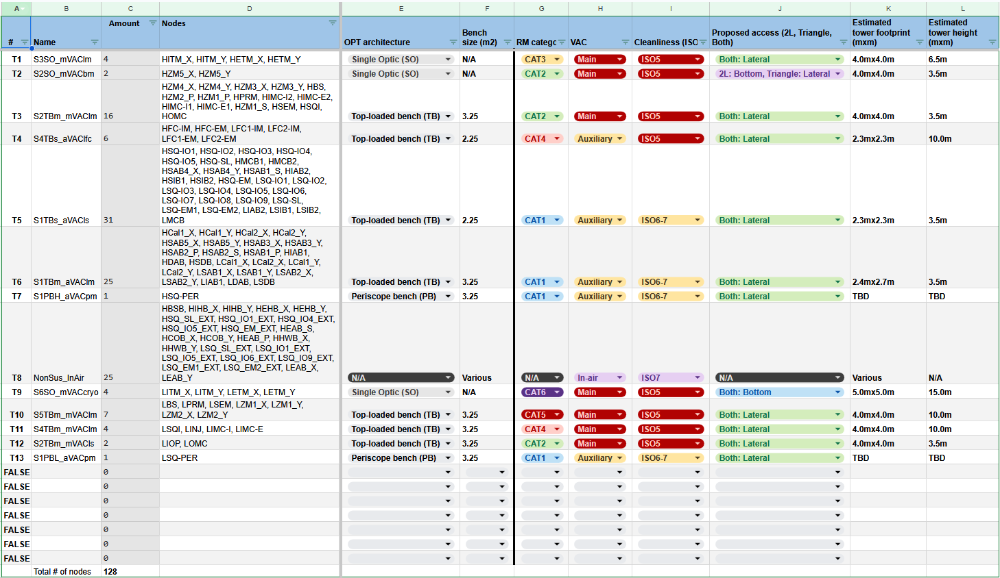 A B C D E F G H I J K L
# Name Amount Nodes OPT architecture Bench size (m2) RM catego VAC Cleanliness (ISO Proposed access (2L, Triangle, Both) Estimated tower footprint (mxm) Estimated tower height (mxm)
T1 S3SO_mVAClm 4 HITM_X, HITM_Y, HETM_X, HETM_Y Single Optic (SO) N/A CAT3 Main ISO5 Both: Lateral 4.0mx4.0m 6.5m
T2 S2SO_mVACbm 2 HZM5_X, HZM5_Y Single Optic (SO) N/A CAT2 Main ISO5 2L: Bottom, Triangle: Lateral 4.0mx4.0m 3.5m
HZM4_X, HZM4_Y, HZM3_X, HZM3_Y, HBS,
HZM2_P, HZM1_P, HPRM, HIMC-I2, HIMC-E2,
HIMC-I1, HIMC-E1, HZM1_S, HSEM, HSQI,
T3 S2TBm_mVAClm 16 HOMC Top-loaded bench (TB) 3.25 CAT2 Main ISO5 Both: Lateral 4.0mx4.0m 3.5m
HFC-IM, HFC-EM, LFC1-IM, LFC2-IM,
T4 S4TBs_aVAClfc 6 LFC1-EM, LFC2-EM Top-loaded bench (TB) 2.25 CAT4 Auxiliary ISO5 Both: Lateral 2.3mx2.3m 10.0m
HSQ-IO1, HSQ-IO2, HSQ-IO3, HSQ-IO4,
HSQ-IO5, HSQ-SL, HMCB1, HMCB2,
HSAB4_X, HSAB4_Y, HSAB1_S, HIAB2,
HSIB1, HSIB2, HSQ-EM, LSQ-IO1, LSQ-IO2,
LSQ-IO3, LSQ-IO4, LSQ-IO5, LSQ-IO6,
LSQ-IO7, LSQ-IO8, LSQ-IO9, LSQ-SL,
LSQ-EM1, LSQ-EM2, LIAB2, LSIB1, LSIB2,
T5 S1TBs_aVACls 31 LMCB Top-loaded bench (TB) 2.25 CAT1 Auxiliary ISO6-7 Both: Lateral 2.3mx2.3m 3.5m
HCal1_X, HCal1_Y, HCal2_X, HCal2_Y,
HSAB5_X, HSAB5_Y, HSAB3_X, HSAB3_Y,
HSAB2_P, HSAB2_S, HSAB1_P, HIAB1,
HDAB, HSDB, LCal1_X, LCal2_X, LCal1_Y,
LCal2_Y, LSAB1_X, LSAB1_Y, LSAB2_X,
T6 S1TBm_aVAClm 25 LSAB2_Y, LIAB1, LDAB, LSDB Top-loaded bench (TB) 3.25 CAT1 Auxiliary ISO6-7 Both: Lateral 2.4mx2.7m 3.5m
T7 S1PBH_aVACpm 1 HSQ-PER Periscope bench (PB) 3.25 CAT1 Auxiliary ISO6-7 Both: Lateral TBD TBD
HBSB, HIHB_X, HIHB_Y, HEHB_X, HEHB_Y,
HSQ_SL_EXT, HSQ_IO1_EXT, HSQ_IO4_EXT,
HSQ_IO5_EXT, HSQ_EM_EXT, HEAB_S,
HCOB_X, HCOB_Y, HEAB_P, HHWB_X,
HHWB_Y, LSQ_SL_EXT, LSQ_IO1_EXT,
LSQ_IO5_EXT, LSQ_IO6_EXT, LSQ_IO9_EXT,
LSQ_EM1_EXT, LSQ_EM2_EXT, LEAB_X,
T8 NonSus_InAir 25 LEAB_Y N/A Various N/A In-air ISO7 N/A Various N/A
T9 S6SO_mVACcryo 4 LITM_X, LITM_Y, LETM_X, LETM_Y Single Optic (SO) N/A CAT6 Main ISO5 Both: Bottom 5.0mx5.0m 15.0m
LBS, LPRM, LSEM, LZM1_X, LZM1_Y,
T10 S5TBm_mVAClm 7 LZM2_X, LZM2_Y Top-loaded bench (TB) 3.25 CAT5 Main ISO5 Both: Lateral 4.0mx4.0m 10.0m
T11 S4TBm_mVAClm 4 LSQI, LINJ, LIMC-I, LIMC-E Top-loaded bench (TB) 3.25 CAT4 Main ISO5 Both: Lateral 4.0mx4.0m 10.0m
T12 S2TBm_mVACls 2 LIOP, LOMC Top-loaded bench (TB) 3.25 CAT2 Main ISO5 Both: Lateral 4.0mx4.0m 3.5m
T13 S1PBL_aVACpm 1 LSQ-PER Periscope bench (PB) 3.25 CAT1 Auxiliary ISO6-7 Both: Lateral TBD TBD
FALSE 0
FALSE 0
FALSE 0
FALSE 0
FALSE 0
FALSE 0
FALSE 0
Total # of nodes 128